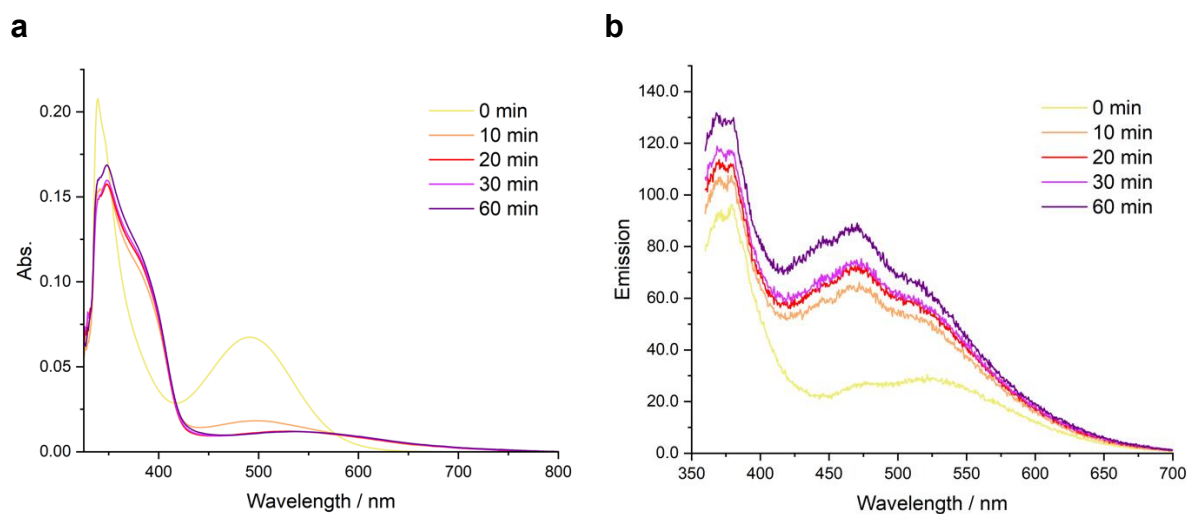 a
0.20
0.15
0.10
0.05
0.00
Abs.
400
500
600
700
800
Wavelength / nm
0 min
10 min
20 min
30 min
60 min
b
140.0
120.0
100.0
80.0
60.0
40.0
20.0
0.0
Emission
350
400
450
500
550
600
650
700
Wavelength / nm
0 min
10 min
20 min
30 min
60 min